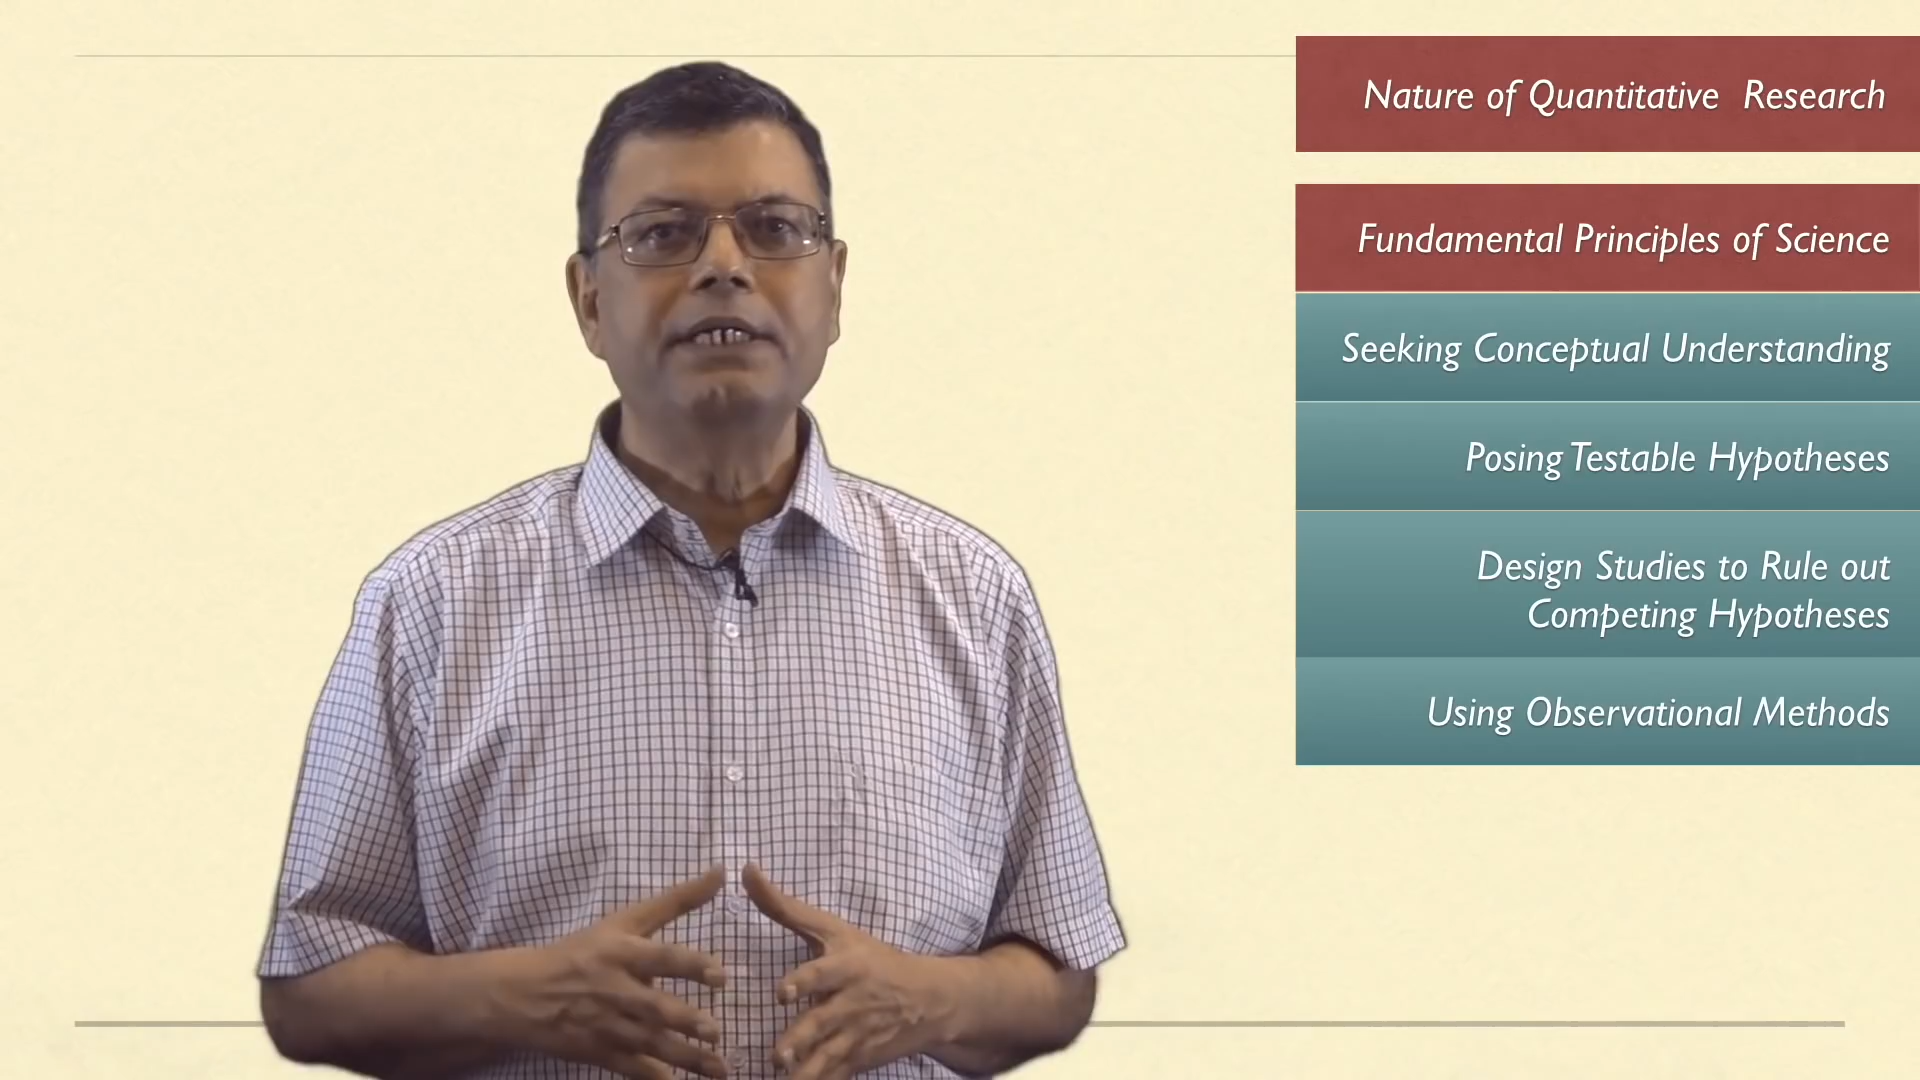 Nature of Quantitative Research
Fundamental Principles of Science
Seeking Conceptual Understanding
Posing Testable Hypotheses
Design Studies to Rule out
Competing Hypotheses
Using Observational Methods